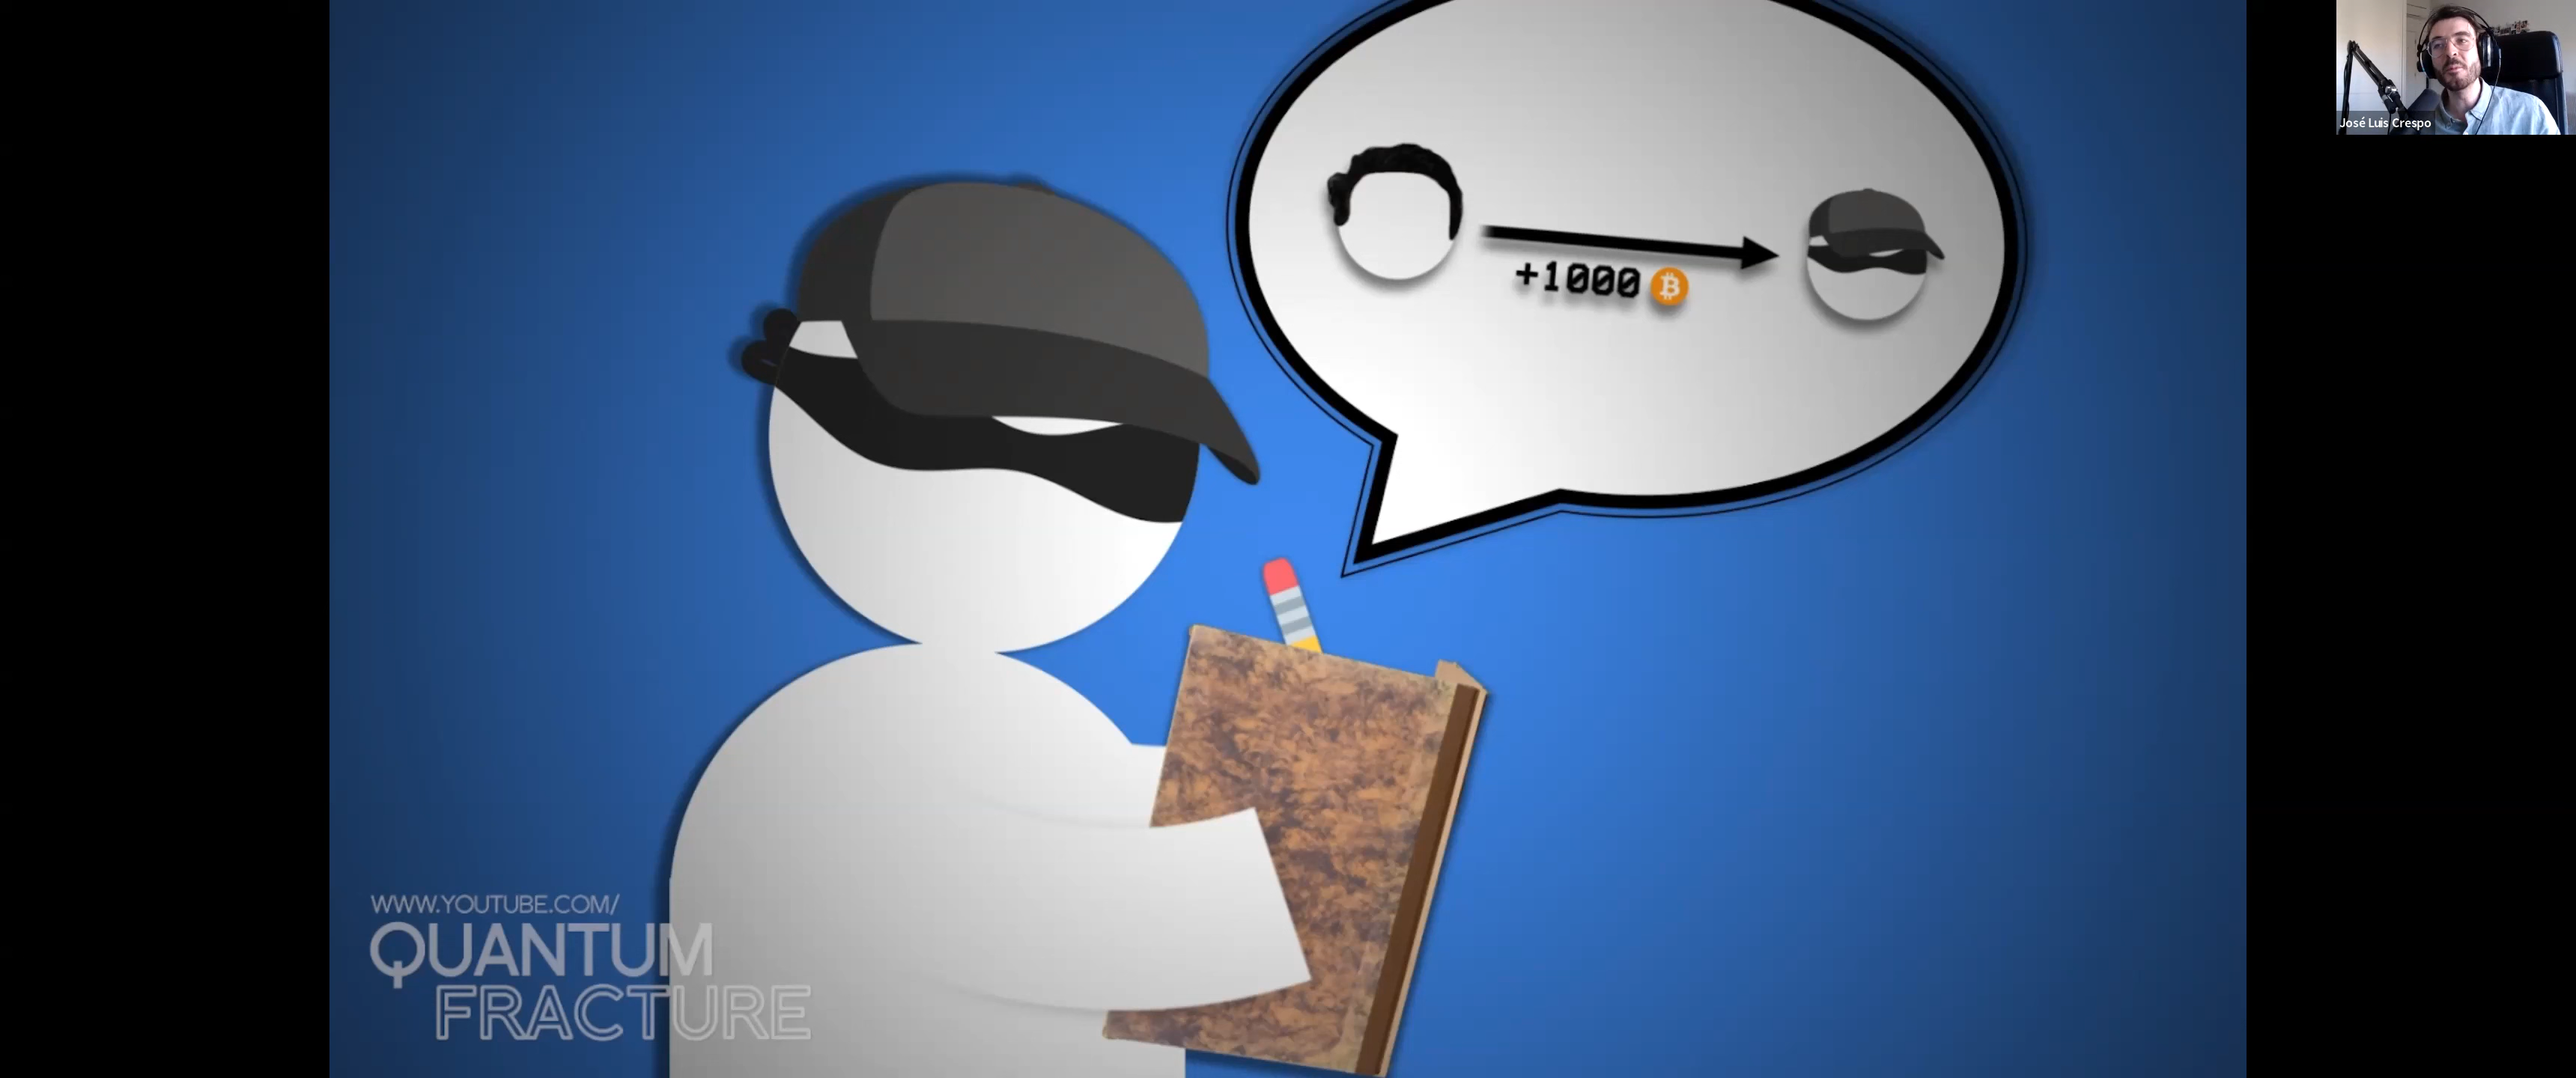 +1000
WWW.YOUTUBE.COM/
QUANTUM
FRACTURE
José Luis Crespo